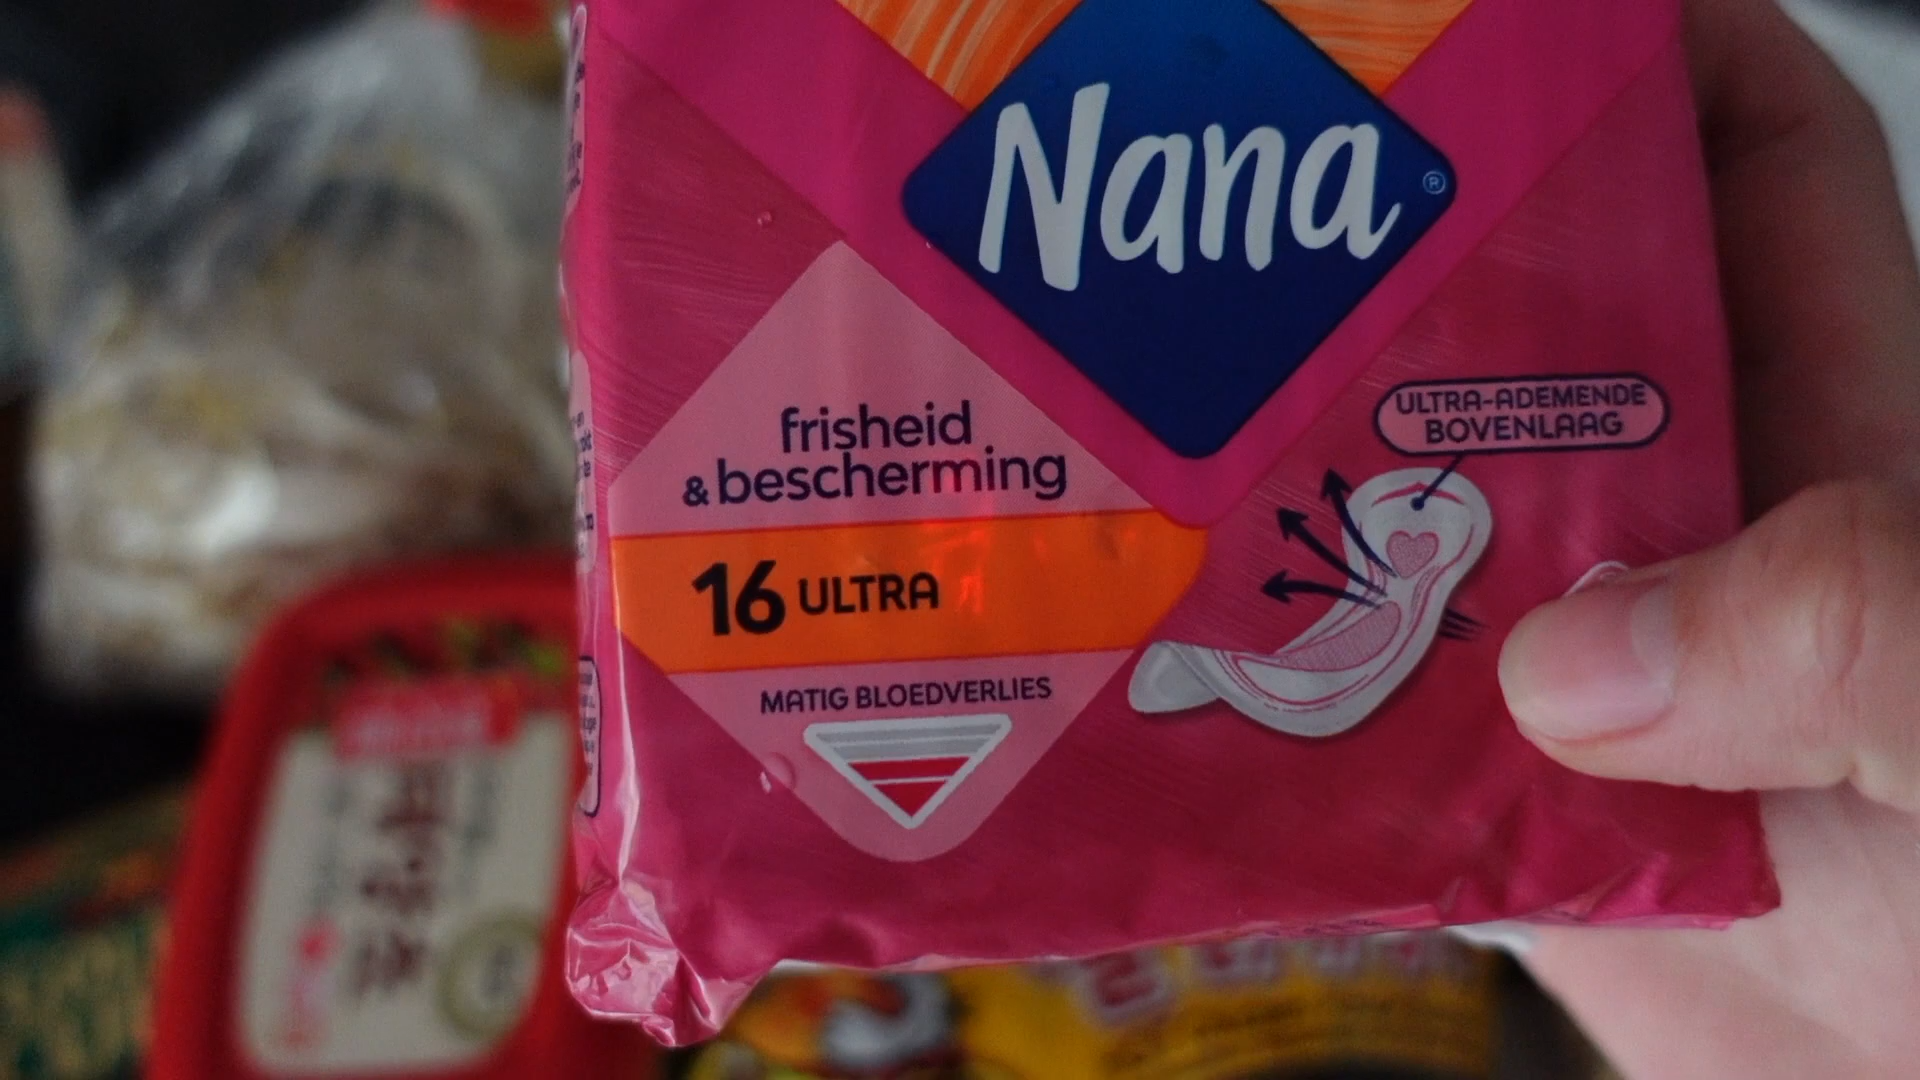 Nana
®
frisheid
& bescherming
16 ULTRA
MATIG BLOEDVERLIES
ULTRA-ADEMENDE
BOVENLAAG